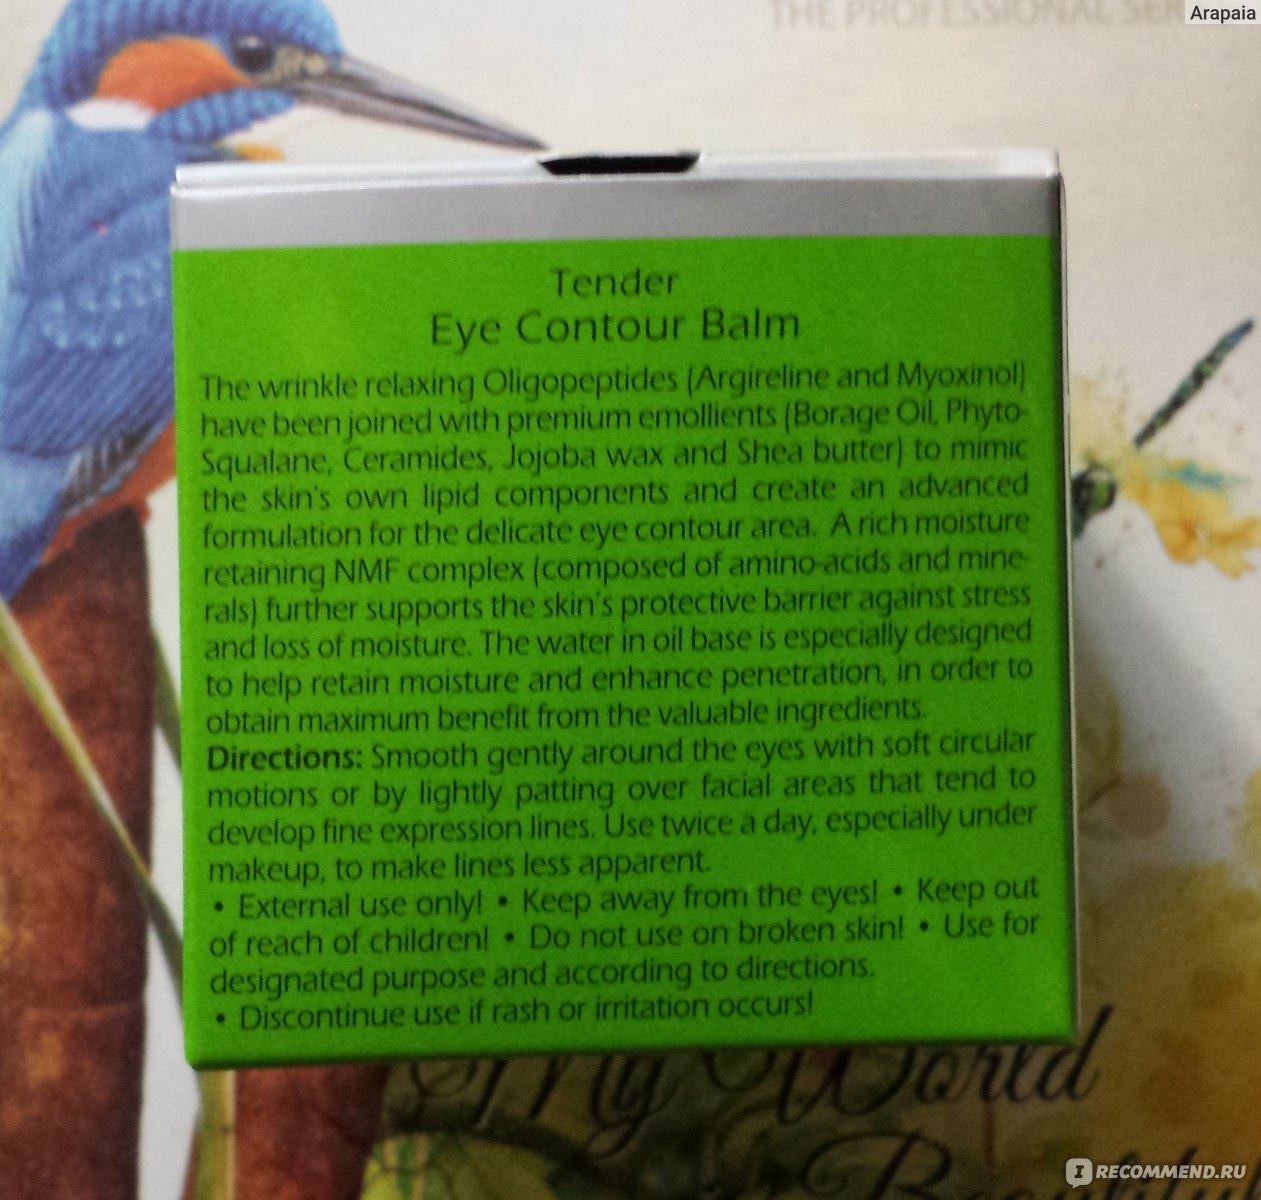 THE PROFESSIONAL SER
Arapaia
Tender
Eye Contour Balm
The wrinkle relaxing Oligopeptides (Argireline and Myoxinol)
have been joined with premium emollients (Borage Oil, Phyto-
Squalane, Ceramides, Jojoba wax and Shea butter) to mimic
the skin's own lipid components and create an advanced
formulation for the delicate eye contour area. A rich moisture
retaining NMF complex (composed of amino-acids and mine-
rals) further supports the skin's protective barrier against stress
and loss of moisture. The water in oil base is especially designed
to help retain moisture and enhance penetration, in order to
obtain maximum benefit from the valuable ingredients.
Directions: Smooth gently around the eyes with soft circular
motions or by lightly patting over facial areas that tend to
develop fine expression lines. Use twice a day, especially under
makeup, to make lines less apparent.
• External use only! • Keep away from the eyes! • Keep out
of reach of children! • Do not use on broken skin! • Use for
designated purpose and according to directions.
• Discontinue use if rash or irritation occurs!
My World
RECOMMEND.RU